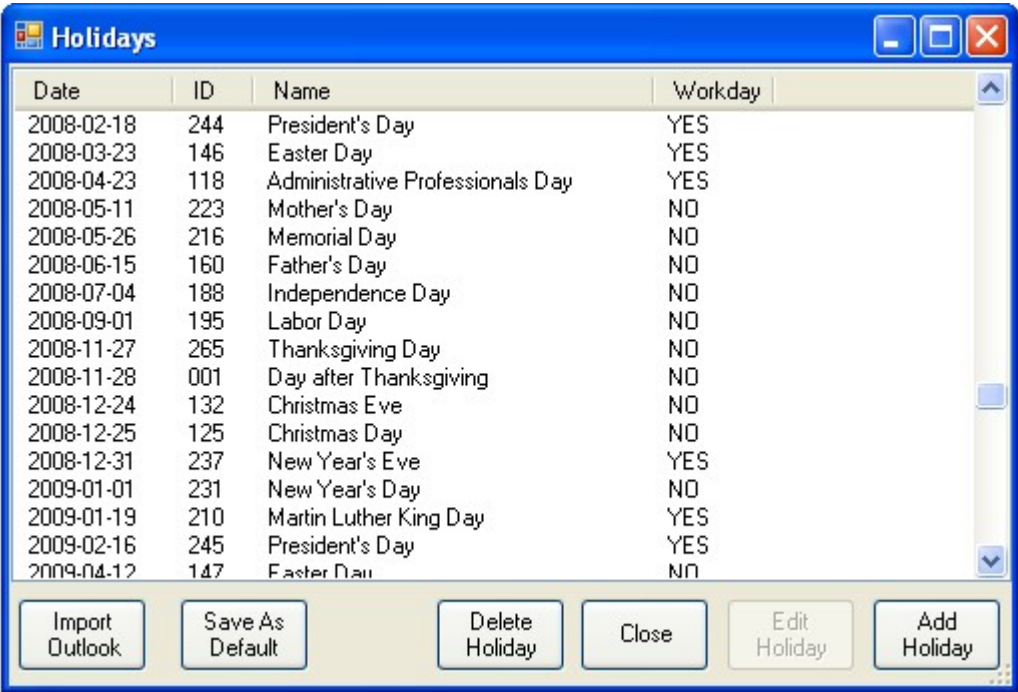 Holidays
Date ID Name Workday
2008-02-18 244 President's Day YES
2008-03-23 146 Easter Day YES
2008-04-23 118 Administrative Professionals Day YES
2008-05-11 223 Mother's Day NO
2008-05-26 216 Memorial Day NO
2008-06-15 160 Father's Day NO
2008-07-04 188 Independence Day NO
2008-09-01 195 Labor Day NO
2008-11-27 265 Thanksgiving Day NO
2008-11-28 001 Day after Thanksgiving NO
2008-12-24 132 Christmas Eve NO
2008-12-25 125 Christmas Day NO
2008-12-31 237 New Year's Eve YES
2009-01-01 231 New Year's Day NO
2009-01-19 210 Martin Luther King Day YES
2009-02-16 245 President's Day YES
2009-04-12 147 Easter Day NO
Import
Outlook
Save As
Default
Delete
Holiday
Close
Edit
Holiday
Add
Holiday